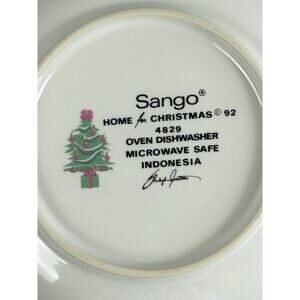 Sango®
HOME for CHRISTMAS © 92
4829
OVEN DISHWASHER
MICROWAVE SAFE
INDONESIA